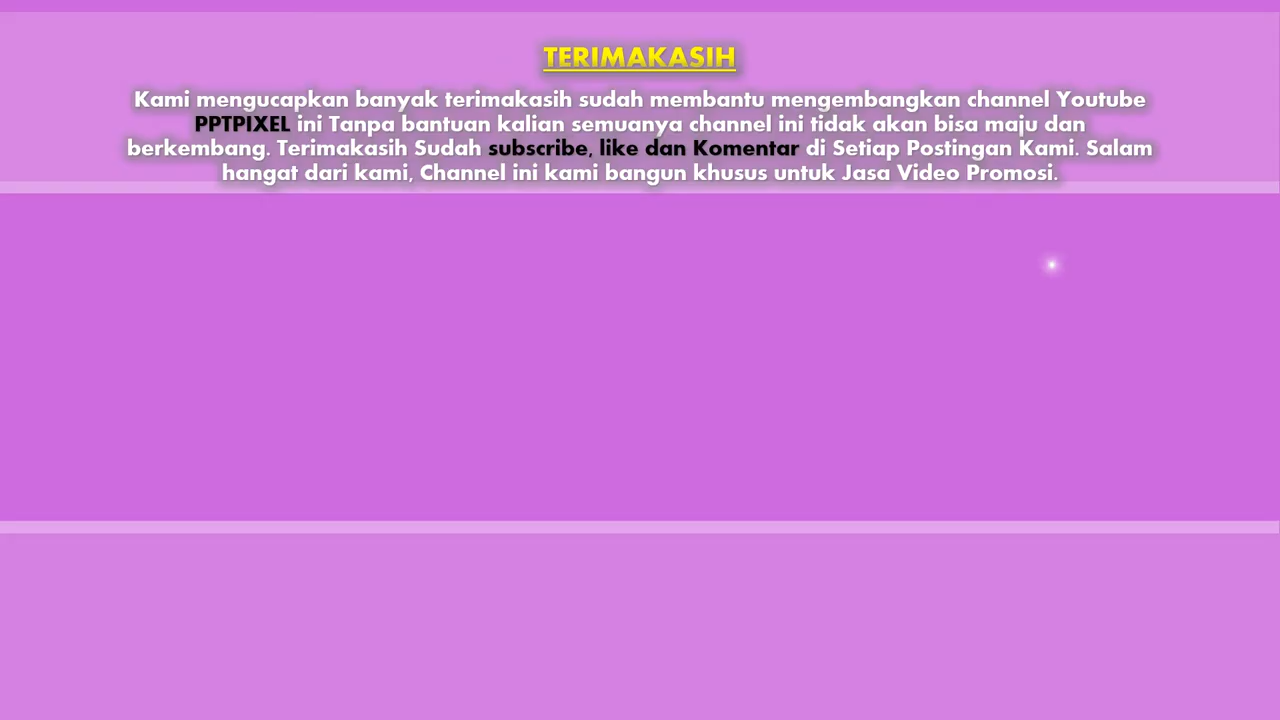 TERIMAKASIH
Kami mengucapkan banyak terimakasih sudah membantu mengembangkan channel Youtube
PPTPIXEL ini Tanpa bantuan kalian semuanya channel ini tidak akan bisa maju dan
berkembang. Terimakasih Sudah subscribe, like dan Komentar di Setiap Postingan Kami. Salam
hangat dari kami, Channel ini kami bangun khusus untuk Jasa Video Promosi.